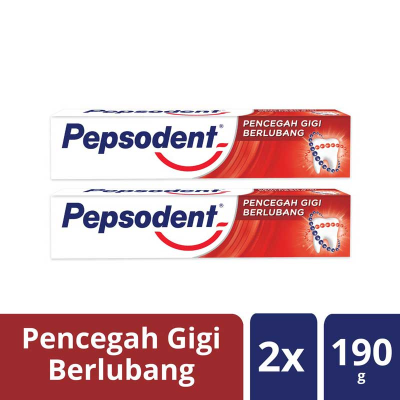 Pepsodent®
PENCEGAH GIGI
BERLUBANG
Pepsodent®
PENCEGAH GIGI
BERLUBANG
Pencegah Gigi
Berlubang
2x
190
g